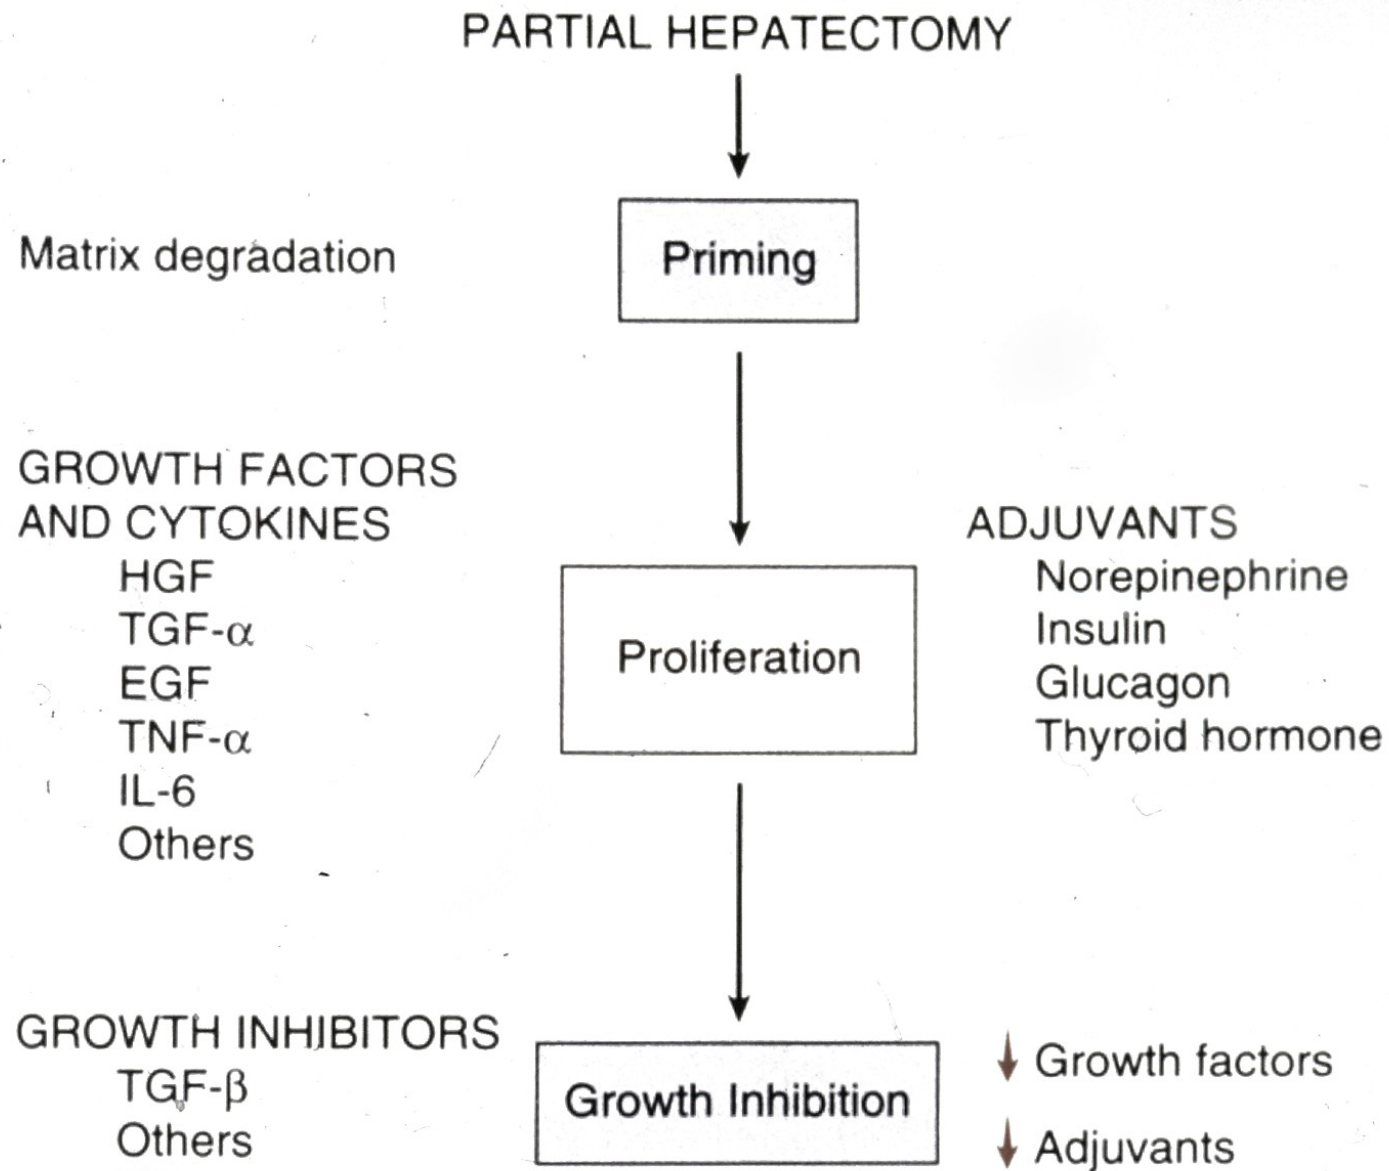 PARTIAL HEPATECTOMY
Matrix degradation
Priming
GROWTH FACTORS
AND CYTOKINES
HGF
TGF-α
EGF
TNF-α
IL-6
Others
Proliferation
ADJUVANTS
Norepinephrine
Insulin
Glucagon
Thyroid hormone
GROWTH INHIBITORS
TGF-β
Others
Growth Inhibition
↓ Growth factors
↓ Adjuvants